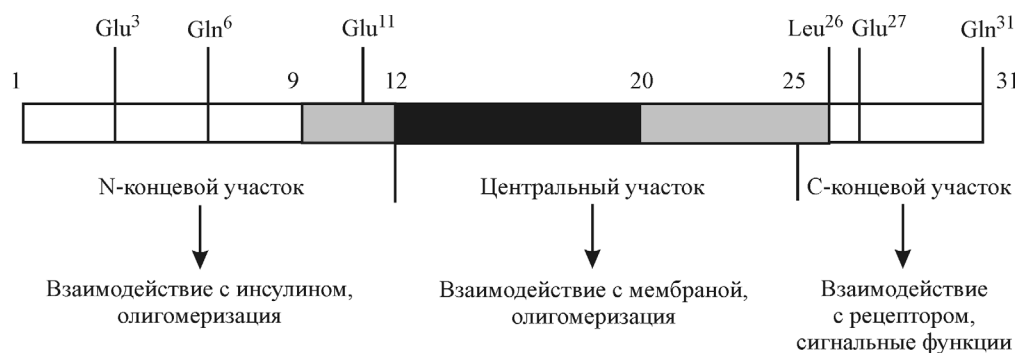 Glu³ Gln⁶ Glu¹¹ Leu²⁶ Glu²⁷ Gln³¹
1 9 12 20 25 31
N-концевой участок Центральный участок С-концевой участок
Взаимодействие с инсулином, Взаимодействие с мембраной, Взаимодействие
олигомеризация олигомеризация с рецептором,
сигнальные функции